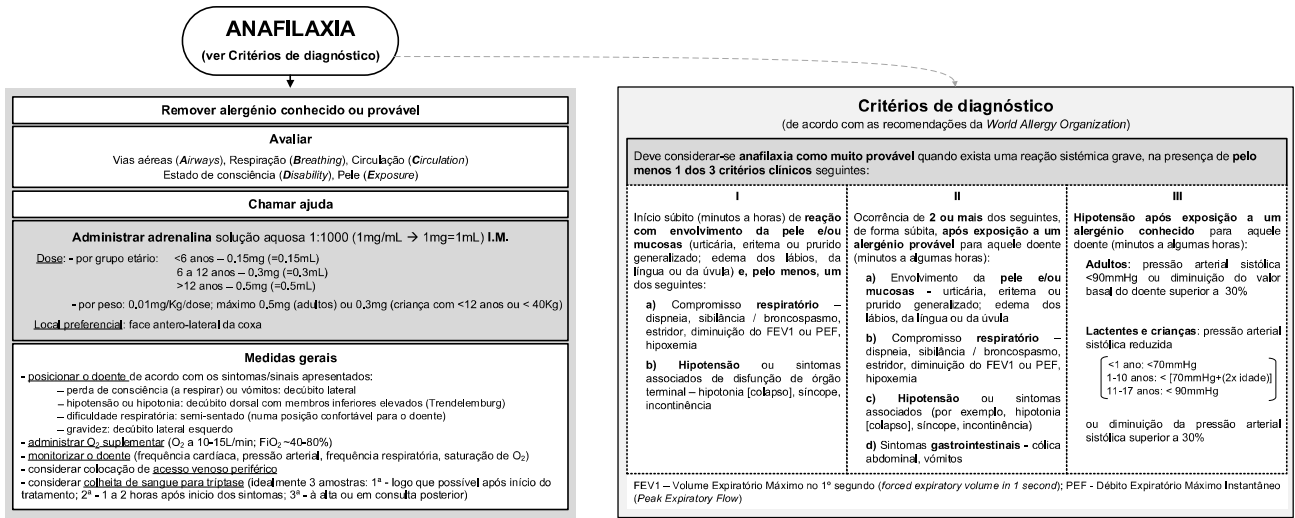 ANAFILAXIA
(ver Critérios de diagnóstico)
Remover alergénio conhecido ou provável
Avaliar
Vias aéreas (Airways), Respiração (Breathing), Circulação (Circulation)
Estado de consciência (Disability), Pele (Exposure)
Chamar ajuda
Administrar adrenalina solução aquosa 1:1000 (1mg/mL → 1mg=1mL) I.M.
Dose: - por grupo etário: <6 anos – 0.15mg (=0.15mL)
6 a 12 anos – 0.3mg (=0.3mL)
>12 anos – 0.5mg (=0.5mL)
- por peso: 0.01mg/Kg/dose; máximo 0.5mg (adultos) ou 0.3mg (criança com <12 anos ou < 40Kg)
Local preferencial: face antero-lateral da coxa
Medidas gerais
- posicionar o doente de acordo com os sintomas/sinais apresentados:
– perda de consciência (a respirar) ou vómitos: decúbito lateral
– hipotensão ou hipotonia: decúbito dorsal com membros inferiores elevados (Trendelemburg)
– dificuldade respiratória: semi-sentado (numa posição confortável para o doente)
– gravidez: decúbito lateral esquerdo
- administrar O₂ suplementar (O₂ a 10-15L/min; FiO₂ ~40-80%)
- monitorizar o doente (frequência cardíaca, pressão arterial, frequência respiratória, saturação de O₂)
- considerar colocação de acesso venoso periférico
- considerar colheita de sangue para triptase (idealmente 3 amostras: 1ª - logo que possível após início do
tratamento; 2ª - 1 a 2 horas após inicio dos sintomas; 3ª - à alta ou em consulta posterior)
Critérios de diagnóstico
(de acordo com as recomendações da World Allergy Organization)
Deve considerar-se anafilaxia como muito provável quando exista uma reação sistémica grave, na presença de pelo
menos 1 dos 3 critérios clínicos seguintes:
I
Início súbito (minutos a horas) de reação
com envolvimento da pele e/ou
mucosas (urticária, eritema ou prurido
generalizado; edema dos lábios, da
língua ou da úvula) e, pelo menos, um
dos seguintes:
a) Compromisso respiratório –
dispneia, sibilância / broncospasmo,
estridor, diminuição do FEV1 ou PEF,
hipoxemia
b) Hipotensão ou sintomas
associados de disfunção de órgão
terminal – hipotonia [colapso], síncope,
incontinência
II
Ocorrência de 2 ou mais dos seguintes,
de forma súbita, após exposição a um
alergénio provável para aquele doente
(minutos a algumas horas):
a) Envolvimento da pele e/ou
mucosas - urticária, eritema ou
prurido generalizado; edema dos
lábios, da língua ou da úvula
b) Compromisso respiratório –
dispneia, sibilância / broncospasmo,
estridor, diminuição do FEV1 ou PEF,
hipoxemia
c) Hipotensão ou sintomas
associados (por exemplo, hipotonia
[colapso], síncope, incontinência)
d) Sintomas gastrointestinais – cólica
abdominal, vómitos
III
Hipotensão após exposição a um
alergénio conhecido para aquele
doente (minutos a algumas horas):
Adultos: pressão arterial sistólica
<90mmHg ou diminuição do valor
basal do doente superior a 30%
Lactentes e crianças: pressão arterial
sistólica reduzida
<1 ano: <70mmHg
1-10 anos: < [70mmHg+(2x idade)]
11-17 anos: < 90mmHg
ou diminuição da pressão arterial
sistólica superior a 30%
FEV1 – Volume Expiratório Máximo no 1º segundo (forced expiratory volume in 1 second); PEF - Débito Expiratório Máximo Instantâneo
(Peak Expiratory Flow)